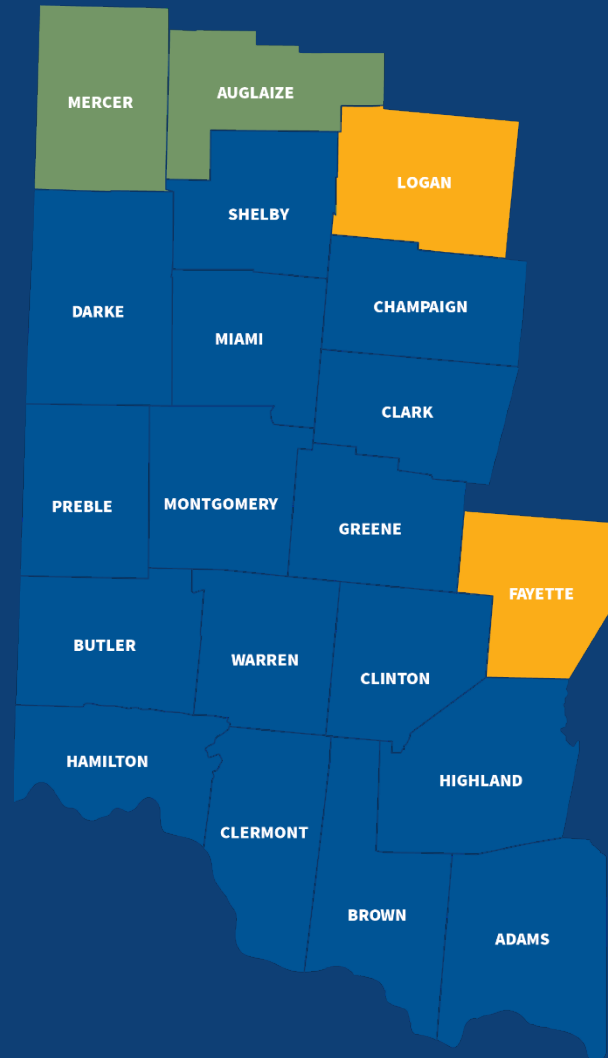 MERCER
AUGLAIZE
LOGAN
SHELBY
DARKE
CHAMPAIGN
MIAMI
CLARK
PREBLE
MONTGOMERY
GREENE
FAYETTE
BUTLER
WARREN
CLINTON
HAMILTON
HIGHLAND
CLERMONT
BROWN
ADAMS